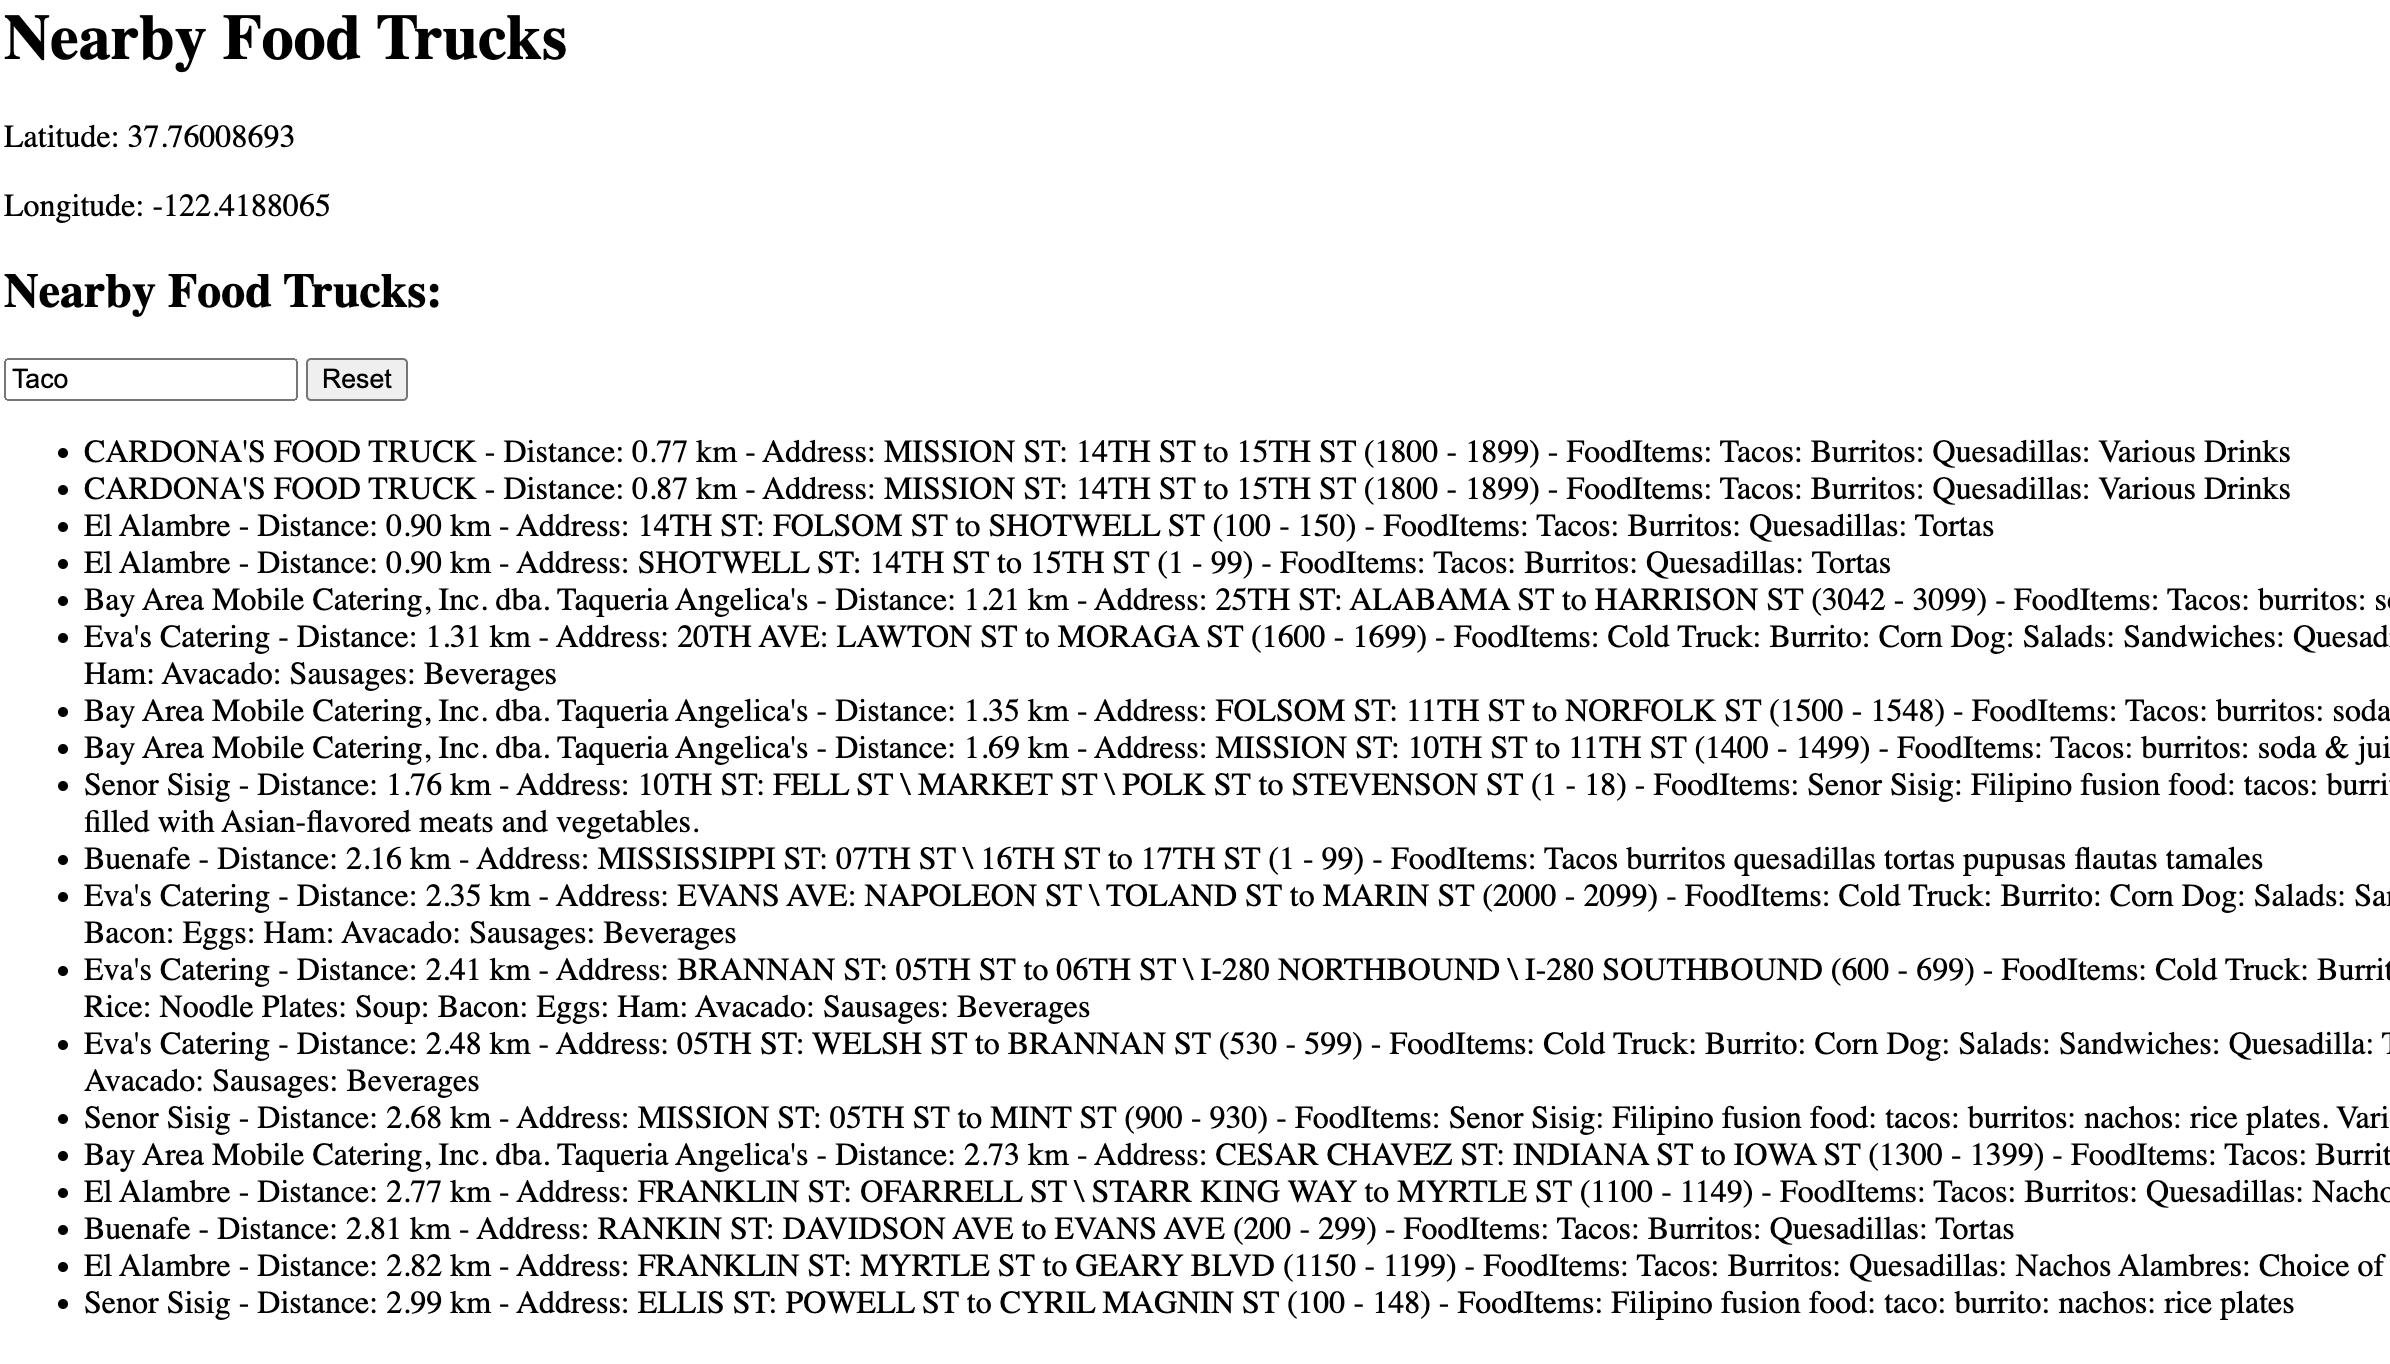 Nearby Food Trucks
Latitude: 37.76008693
Longitude: -122.4188065
Nearby Food Trucks:
Taco Reset
• CARDONA'S FOOD TRUCK - Distance: 0.77 km - Address: MISSION ST: 14TH ST to 15TH ST (1800 - 1899) - FoodItems: Tacos: Burritos: Quesadillas: Various Drinks
• CARDONA'S FOOD TRUCK - Distance: 0.87 km - Address: MISSION ST: 14TH ST to 15TH ST (1800 - 1899) - FoodItems: Tacos: Burritos: Quesadillas: Various Drinks
• El Alambre - Distance: 0.90 km - Address: 14TH ST: FOLSOM ST to SHOTWELL ST (100 - 150) - FoodItems: Tacos: Burritos: Quesadillas: Tortas
• El Alambre - Distance: 0.90 km - Address: SHOTWELL ST: 14TH ST to 15TH ST (1 - 99) - FoodItems: Tacos: Burritos: Quesadillas: Tortas
• Bay Area Mobile Catering, Inc. dba. Taqueria Angelica's - Distance: 1.21 km - Address: 25TH ST: ALABAMA ST to HARRISON ST (3042 - 3099) - FoodItems: Tacos: burritos:
• Eva's Catering - Distance: 1.31 km - Address: 20TH AVE: LAWTON ST to MORAGA ST (1600 - 1699) - FoodItems: Cold Truck: Burrito: Corn Dog: Salads: Sandwiches:
Ham: Avacado: Sausages: Beverages
• Bay Area Mobile Catering, Inc. dba. Taqueria Angelica's - Distance: 1.35 km - Address: FOLSOM ST: 11TH ST to NORFOLK ST (1500 - 1548) - FoodItems: Tacos: burritos: soda
• Bay Area Mobile Catering, Inc. dba. Taqueria Angelica's - Distance: 1.69 km - Address: MISSION ST: 10TH ST to 11TH ST (1400 - 1499) - FoodItems: Tacos: burritos: soda &
• Senor Sisig - Distance: 1.76 km - Address: 10TH ST: FELL ST \ MARKET ST \ POLK ST to STEVENSON ST (1 - 18) - FoodItems: Senor Sisig: Filipino fusion food: tacos:
filled with Asian-flavored meats and vegetables.
• Buenafe - Distance: 2.16 km - Address: MISSISSIPPI ST: 07TH ST \ 16TH ST to 17TH ST (1 - 99) - FoodItems: Tacos burritos quesadillas tortas pupusas flautas tamales
• Eva's Catering - Distance: 2.35 km - Address: EVANS AVE: NAPOLEON ST \ TOLAND ST to MARIN ST (2000 - 2099) - FoodItems: Cold Truck: Burrito: Corn Dog: Salads:
Bacon: Eggs: Ham: Avacado: Sausages: Beverages
• Eva's Catering - Distance: 2.41 km - Address: BRANNAN ST: 05TH ST to 06TH ST \ I-280 NORTHBOUND \ I-280 SOUTHBOUND (600 - 699) - FoodItems: Cold Truck:
Rice: Noodle Plates: Soup: Bacon: Eggs: Ham: Avacado: Sausages: Beverages
• Eva's Catering - Distance: 2.48 km - Address: 05TH ST: WELSH ST to BRANNAN ST (530 - 599) - FoodItems: Cold Truck: Burrito: Corn Dog: Salads: Sandwiches: Quesadilla:
Avacado: Sausages: Beverages
• Senor Sisig - Distance: 2.68 km - Address: MISSION ST: 05TH ST to MINT ST (900 - 930) - FoodItems: Senor Sisig: Filipino fusion food: tacos: burritos: nachos: rice plates.
• Bay Area Mobile Catering, Inc. dba. Taqueria Angelica's - Distance: 2.73 km - Address: CESAR CHAVEZ ST: INDIANA ST to IOWA ST (1300 - 1399) - FoodItems: Tacos:
• El Alambre - Distance: 2.77 km - Address: FRANKLIN ST: OFARRELL ST \ STARR KING WAY to MYRTLE ST (1100 - 1149) - FoodItems: Tacos: Burritos: Quesadillas:
• Buenafe - Distance: 2.81 km - Address: RANKIN ST: DAVIDSON AVE to EVANS AVE (200 - 299) - FoodItems: Tacos: Burritos: Quesadillas: Tortas
• El Alambre - Distance: 2.82 km - Address: FRANKLIN ST: MYRTLE ST to GEARY BLVD (1150 - 1199) - FoodItems: Tacos: Burritos: Quesadillas: Nachos Alambres: Choice of
• Senor Sisig - Distance: 2.99 km - Address: ELLIS ST: POWELL ST to CYRIL MAGNIN ST (100 - 148) - FoodItems: Filipino fusion food: taco: burrito: nachos: rice plates